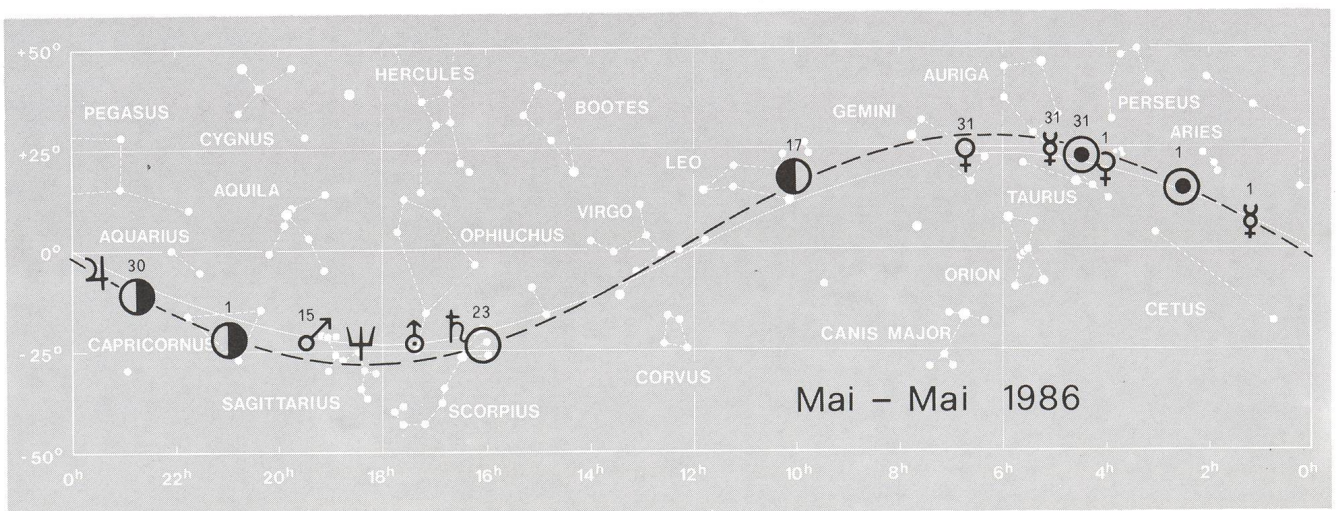 +50°
HERCULES
AURIGA
PEGASUS
BOOTES
GEMINI
PERSEUS
CYGNUS
31
31
31
1
ARIES
+25°
17
LEO
1
AQUILA
TAURUS
1
VIRGO
AQUARIUS
OPHIUCHUS
0°
30
ORION
1
15
23
CETUS
CAPRICORNUS
CANIS MAJOR
-25°
CORVUS
SAGITTARIUS
SCORPIUS
Mai – Mai 1986
-50°
0h 22h 20h 18h 16h 14h 12h 10h 8h 6h 4h 2h 0h